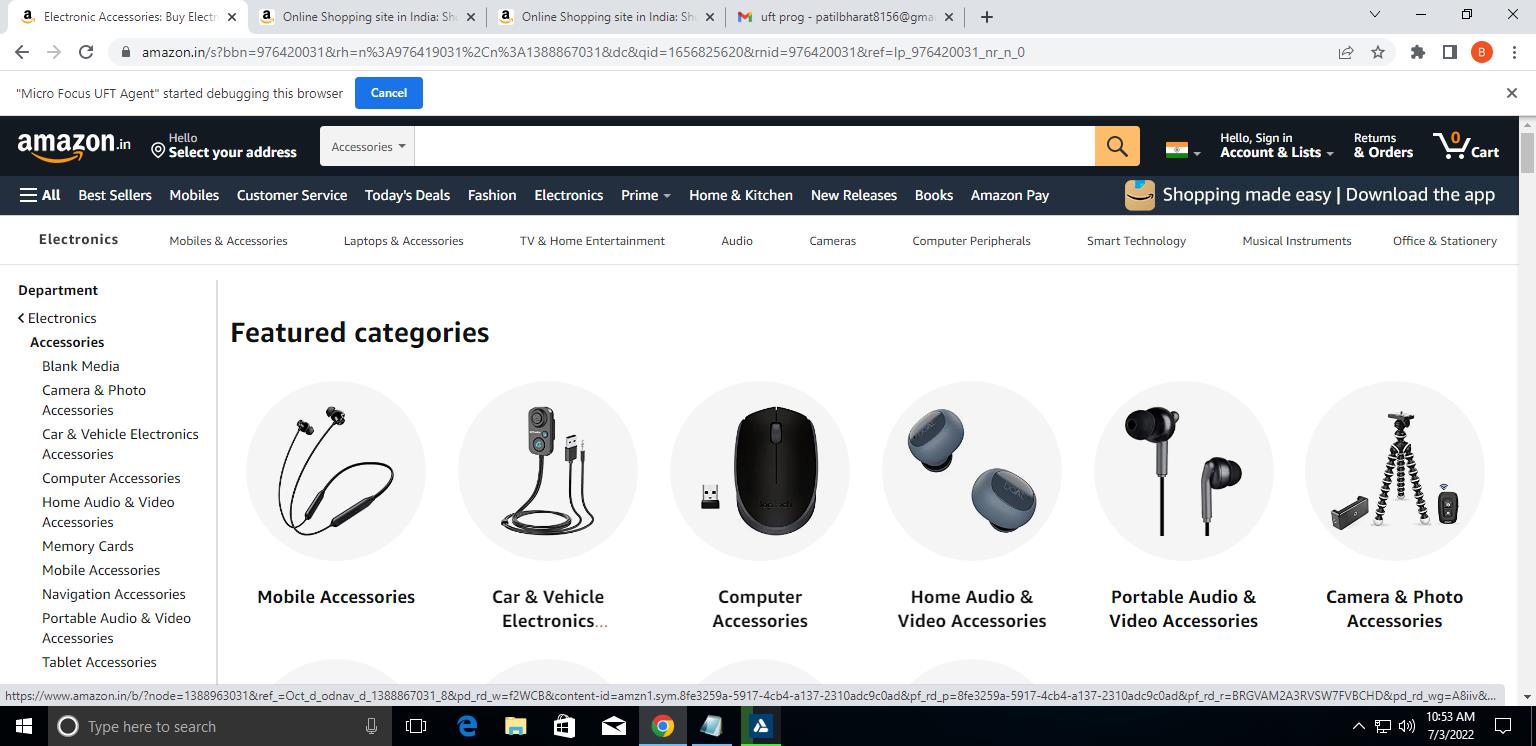 Electronic Accessories: Buy Electr
Online Shopping site in India: Sho
Online Shopping site in India: Sho
uft prog - patilbharat8156@gma
amazon.in/s?bbn=976420031&rh=n%3A976419031%2Cn%3A1388867031&dc&qid=1656825620&rnid=976420031&ref=lp_976420031_nr_n_0
B
"Micro Focus UFT Agent" started debugging this browser
Cancel
amazon.in
Hello
Select your address
Accessories
Hello, Sign in
Account & Lists
Returns
& Orders
0
Cart
All
Best Sellers
Mobiles
Customer Service
Today's Deals
Fashion
Electronics
Prime
Home & Kitchen
New Releases
Books
Amazon Pay
Shopping made easy | Download the app
Electronics
Mobiles & Accessories
Laptops & Accessories
TV & Home Entertainment
Audio
Cameras
Computer Peripherals
Smart Technology
Musical Instruments
Office & Stationery
Department
Electronics
Accessories
Blank Media
Camera & Photo
Accessories
Car & Vehicle Electronics
Accessories
Computer Accessories
Home Audio & Video
Accessories
Memory Cards
Mobile Accessories
Navigation Accessories
Portable Audio & Video
Accessories
Tablet Accessories
Featured categories
Mobile Accessories
Car & Vehicle
Electronics...
Computer
Accessories
Home Audio &
Video Accessories
Portable Audio &
Video Accessories
Camera & Photo
Accessories
https://www.amazon.in/b/?node=1388963031&ref_=Oct_d_odnav_d_1388867031_8&pd_rd_w=f2WCB&content-id=amzn1.sym.8fe3259a-5917-4cb4-a137-2310adc9c0ad&pf_rd_p=8fe3259a-5917-4cb4-a137-2310adc9c0ad&pf_rd_r=BRGVAM2A3RVSW7FVBCHD&pd_rd_wg=A8iiv&...
Type here to search
10:53 AM
7/3/2022